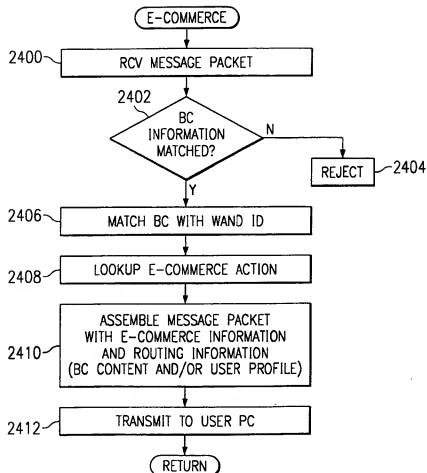 E-COMMERCE
2400
RCV MESSAGE PACKET
2402
BC
INFORMATION
MATCHED?
N
REJECT
2404
Y
2406
MATCH BC WITH WAND ID
2408
LOOKUP E-COMMERCE ACTION
2410
ASSEMBLE MESSAGE PACKET
WITH E-COMMERCE INFORMATION
AND ROUTING INFORMATION
(BC CONTENT AND/OR USER PROFILE)
2412
TRANSMIT TO USER PC
RETURN